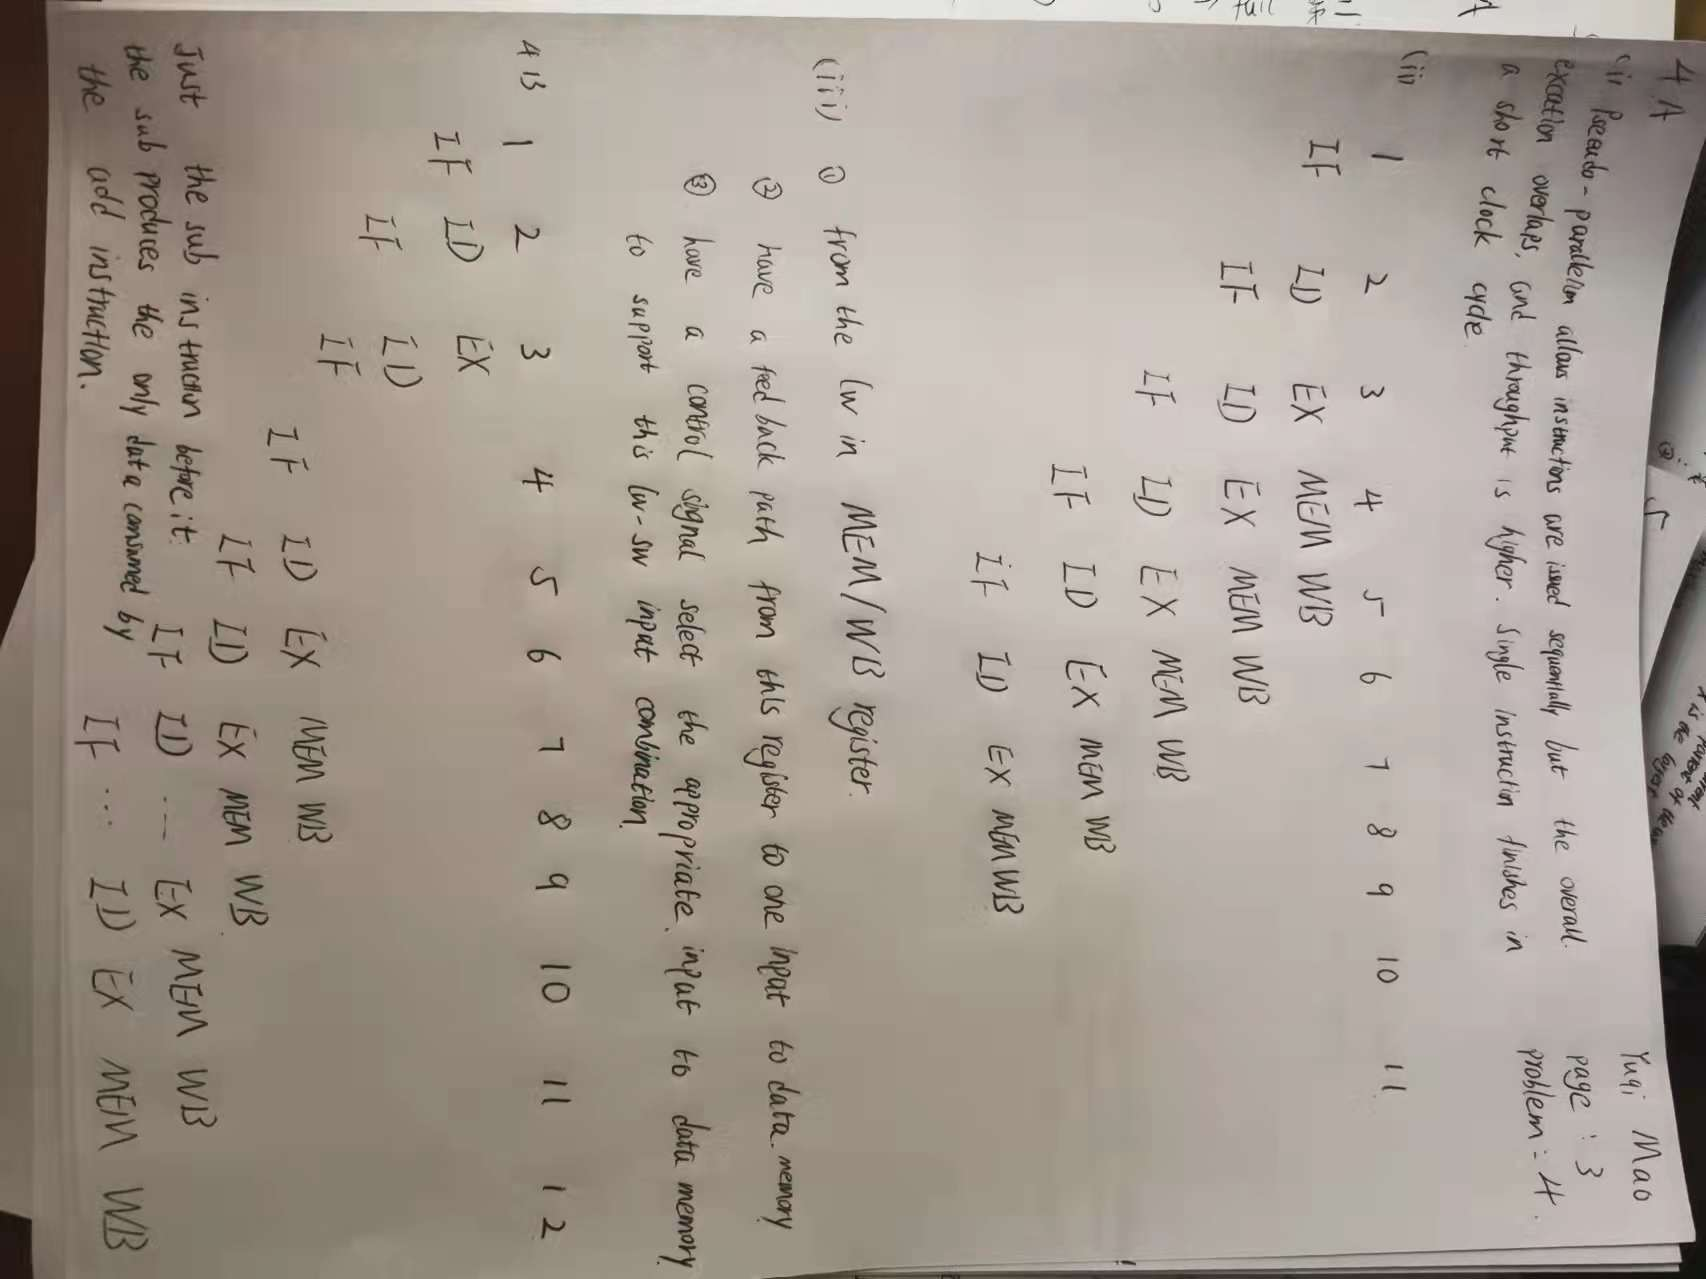 Yuqi Mao
page : 3
problem : 4.
4 A
(i) Pseudo-parallelism allows instructions are issued sequentially but the overall
excution overlaps, and throughput is higher. Single instruction finishes in
a short clock cycle.
(ii) 1 2 3 4 5 6 7 8 9 10 11
IF ID EX MEM WB
IF ID EX MEM WB
IF ID EX MEM WB
IF ID EX MEM WB
IF ID EX MEM WB
(iii) ① from the lw in MEM/WB register.
② have a feedback path from this register to one input to data memory
③ have a control signal select the appropriate input to data memory
to support this lw-sw input combination.
4B 1 2 3 4 5 6 7 8 9 10 11 12
IF ID EX
IF ID
IF
IF ID EX MEM WB
IF ID EX MEM WB
IF ID ... EX MEM WB
IF ... ID EX MEM WB
Just the sub instruction before it.
the sub produces the only data consumed by
the add instruction.